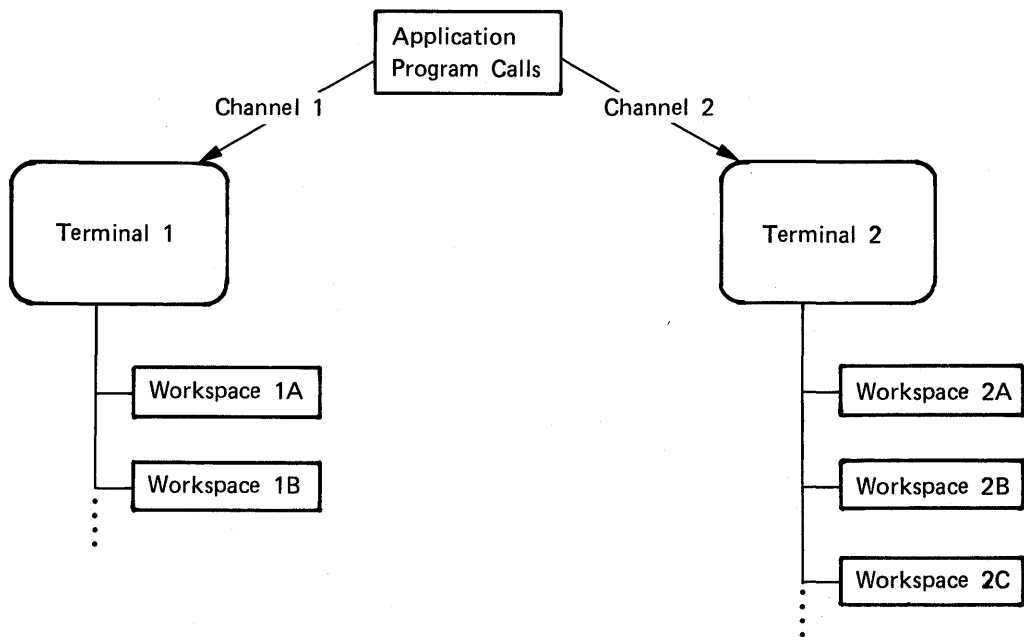 Application
Program Calls
Channel 1
Channel 2
Terminal 1
Terminal 2
Workspace 1A
Workspace 2A
Workspace 1B
Workspace 2B
Workspace 2C